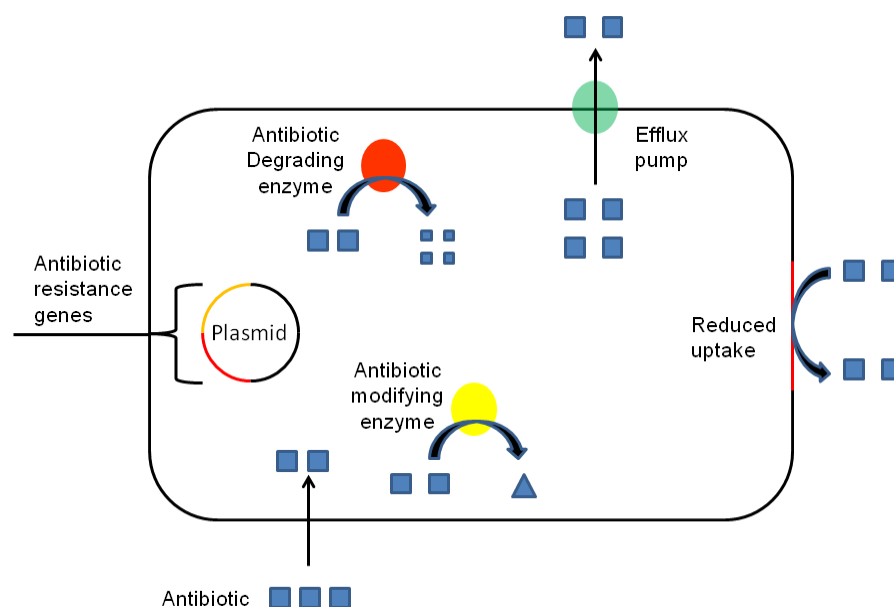 Antibiotic
Degrading
enzyme
Efflux
pump
Antibiotic
resistance
genes
Plasmid
Reduced
uptake
Antibiotic
modifying
enzyme
Antibiotic